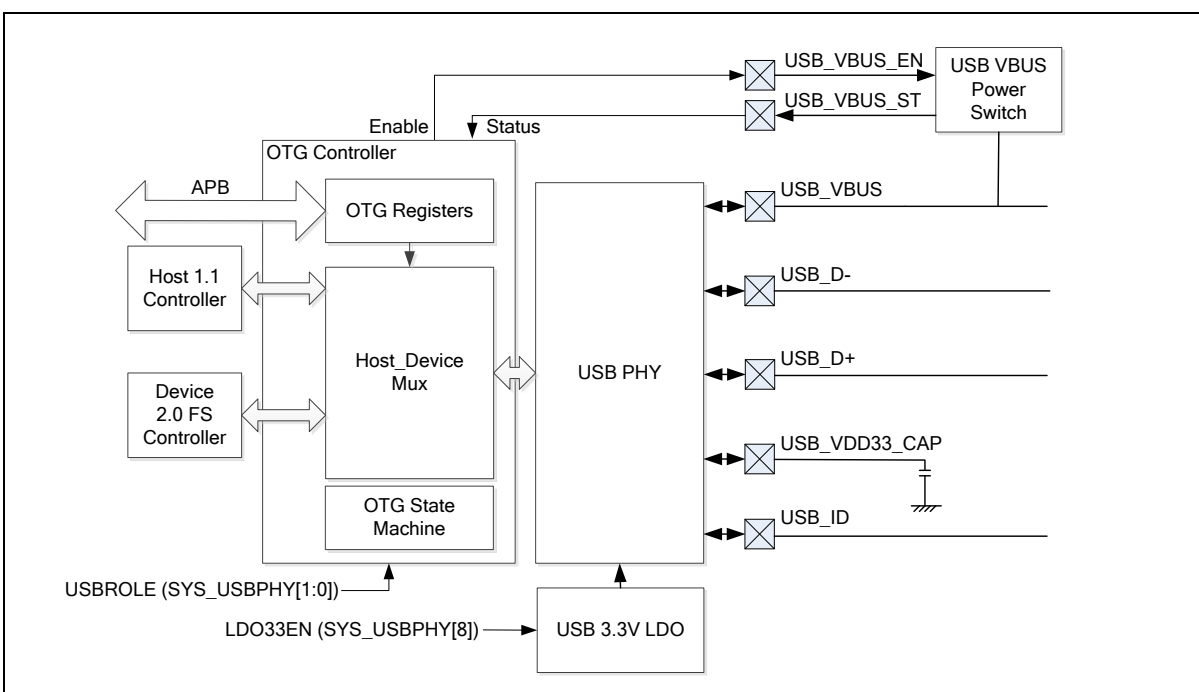 USB_VBUS_EN
USB VBUS
Power
Switch
USB_VBUS_ST
Enable
Status
OTG Controller
APB
OTG Registers
USB_VBUS
Host 1.1
Controller
USB_D-
Host_Device
Mux
USB PHY
USB_D+
Device
2.0 FS
Controller
USB_VDD33_CAP
OTG State
Machine
USB_ID
USBROLE (SYS_USBPHY[1:0])
LDO33EN (SYS_USBPHY[8])
USB 3.3V LDO